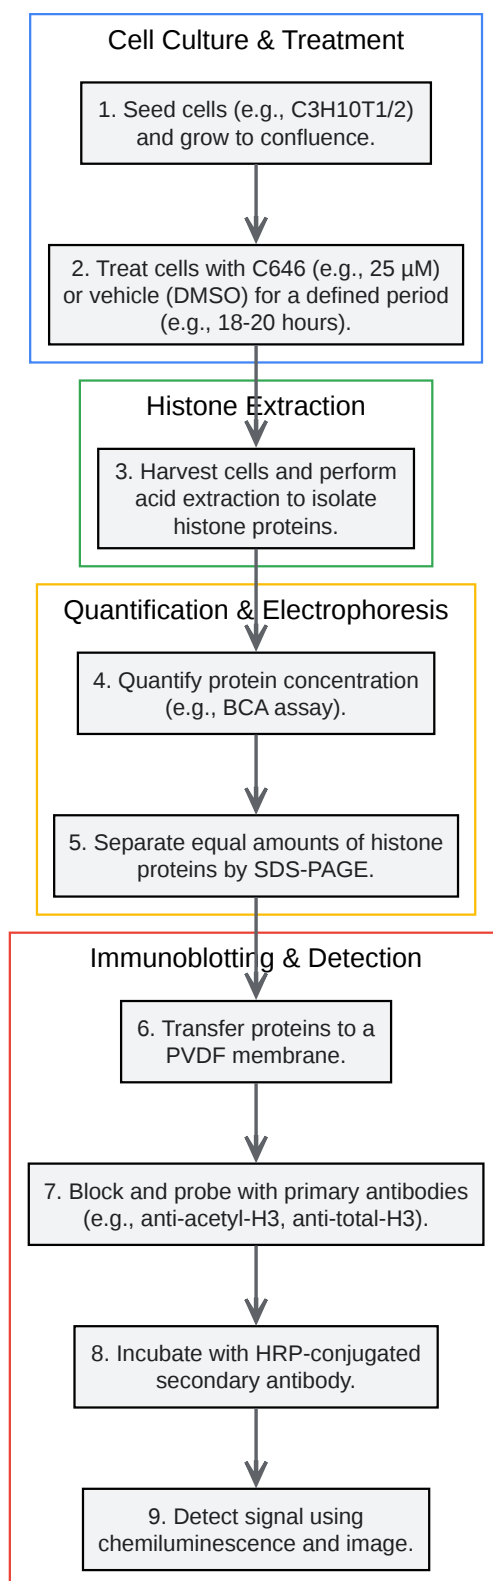 Cell Culture & Treatment
1. Seed cells (e.g., C3H10T1/2)
and grow to confluence.
2. Treat cells with C646 (e.g., 25 µM)
or vehicle (DMSO) for a defined period
(e.g., 18-20 hours).
Histone Extraction
3. Harvest cells and perform
acid extraction to isolate
histone proteins.
Quantification & Electrophoresis
4. Quantify protein concentration
(e.g., BCA assay).
5. Separate equal amounts of histone
proteins by SDS-PAGE.
Immunoblotting & Detection
6. Transfer proteins to a
PVDF membrane.
7. Block and probe with primary antibodies
(e.g., anti-acetyl-H3, anti-total-H3).
8. Incubate with HRP-conjugated
secondary antibody.
9. Detect signal using
chemiluminescence and image.